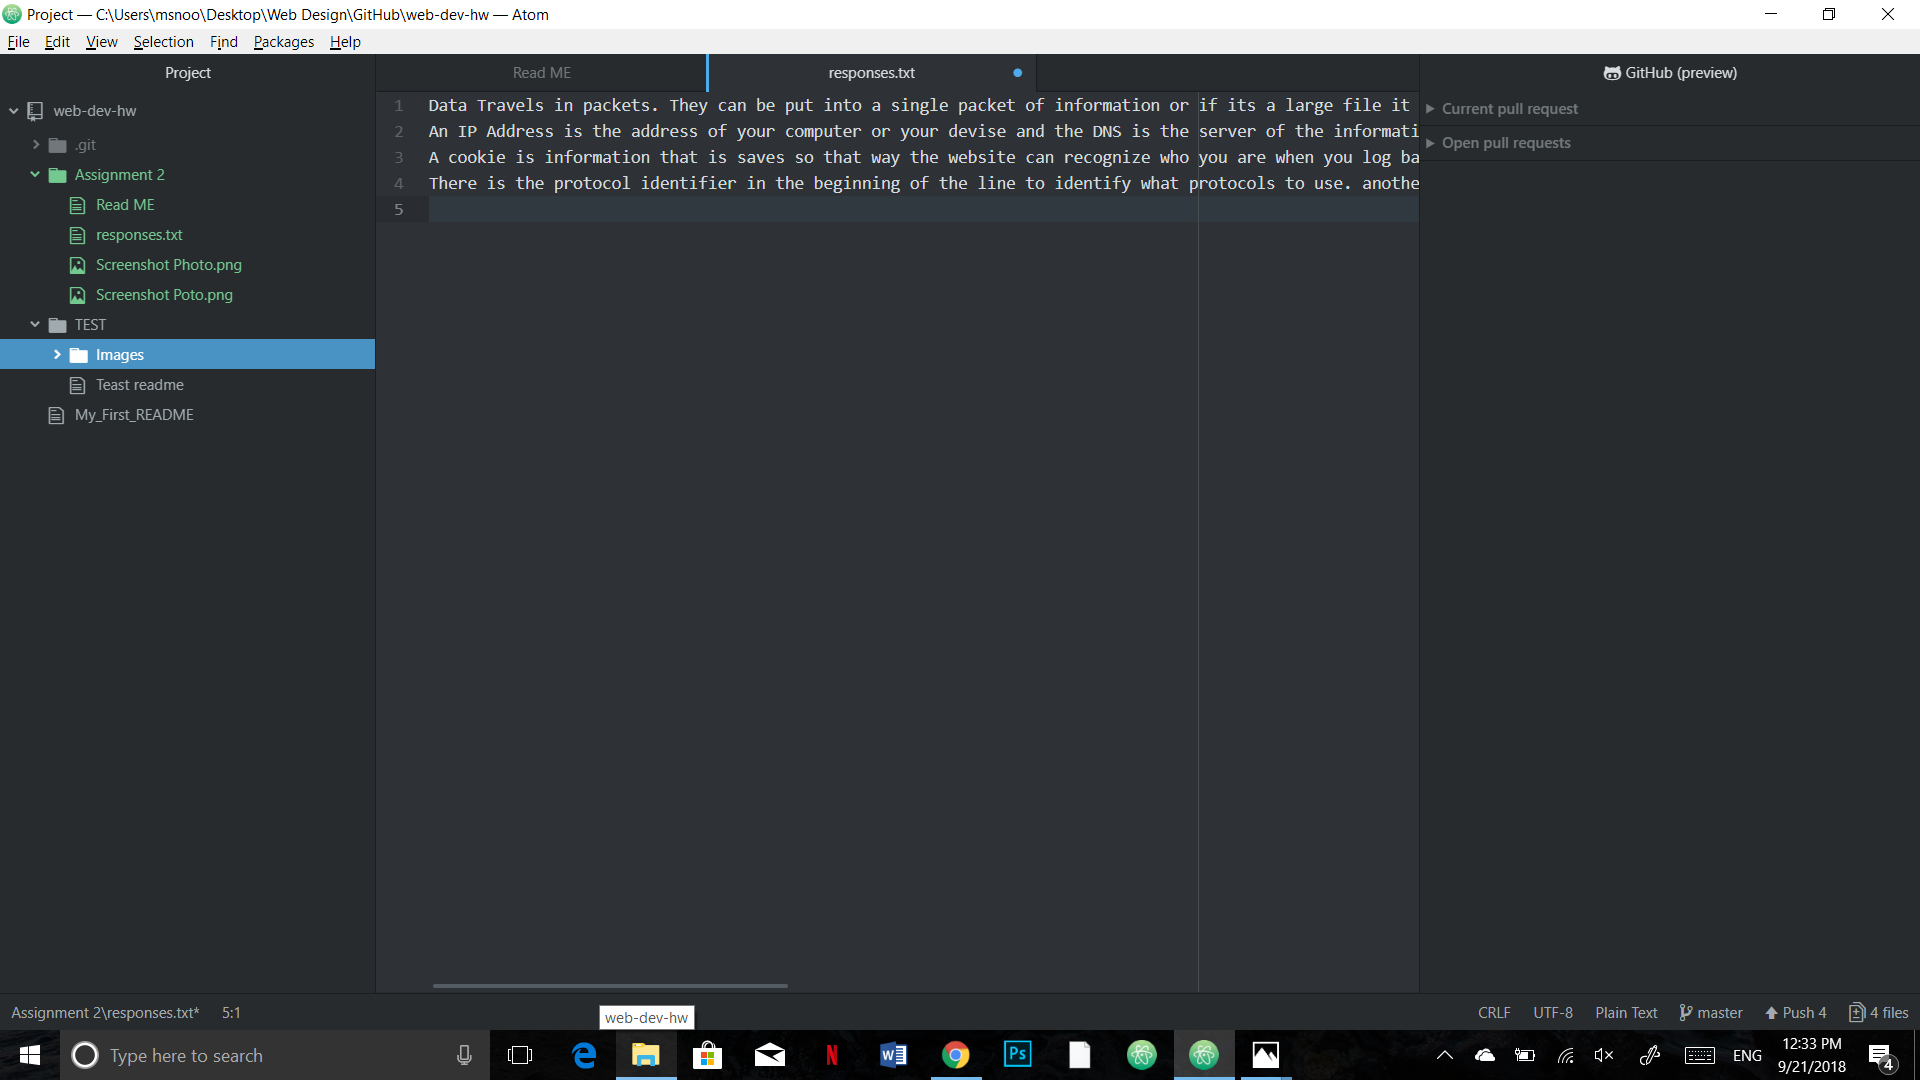 Project — C:\Users\msnoo\Desktop\Web Design\GitHub\web-dev-hw — Atom
File Edit View Selection Find Packages Help
Project
web-dev-hw
.git
Assignment 2
Read ME
responses.txt
Screenshot Photo.png
Screenshot Poto.png
TEST
Images
Teast readme
My_First_README
Read ME
responses.txt
1 Data Travels in packets. They can be put into a single packet of information or if its a large file it
2 An IP Address is the address of your computer or your devise and the DNS is the server of the informati
3 A cookie is information that is saves so that way the website can recognize who you are when you log ba
4 There is the protocol identifier in the beginning of the line to identify what protocols to use. anothe
5
GitHub (preview)
Current pull request
Open pull requests
Assignment 2\responses.txt* 5:1
web-dev-hw
CRLF UTF-8 Plain Text master Push 4 4 files
Type here to search
Ps
ENG
12:33 PM
9/21/2018
4